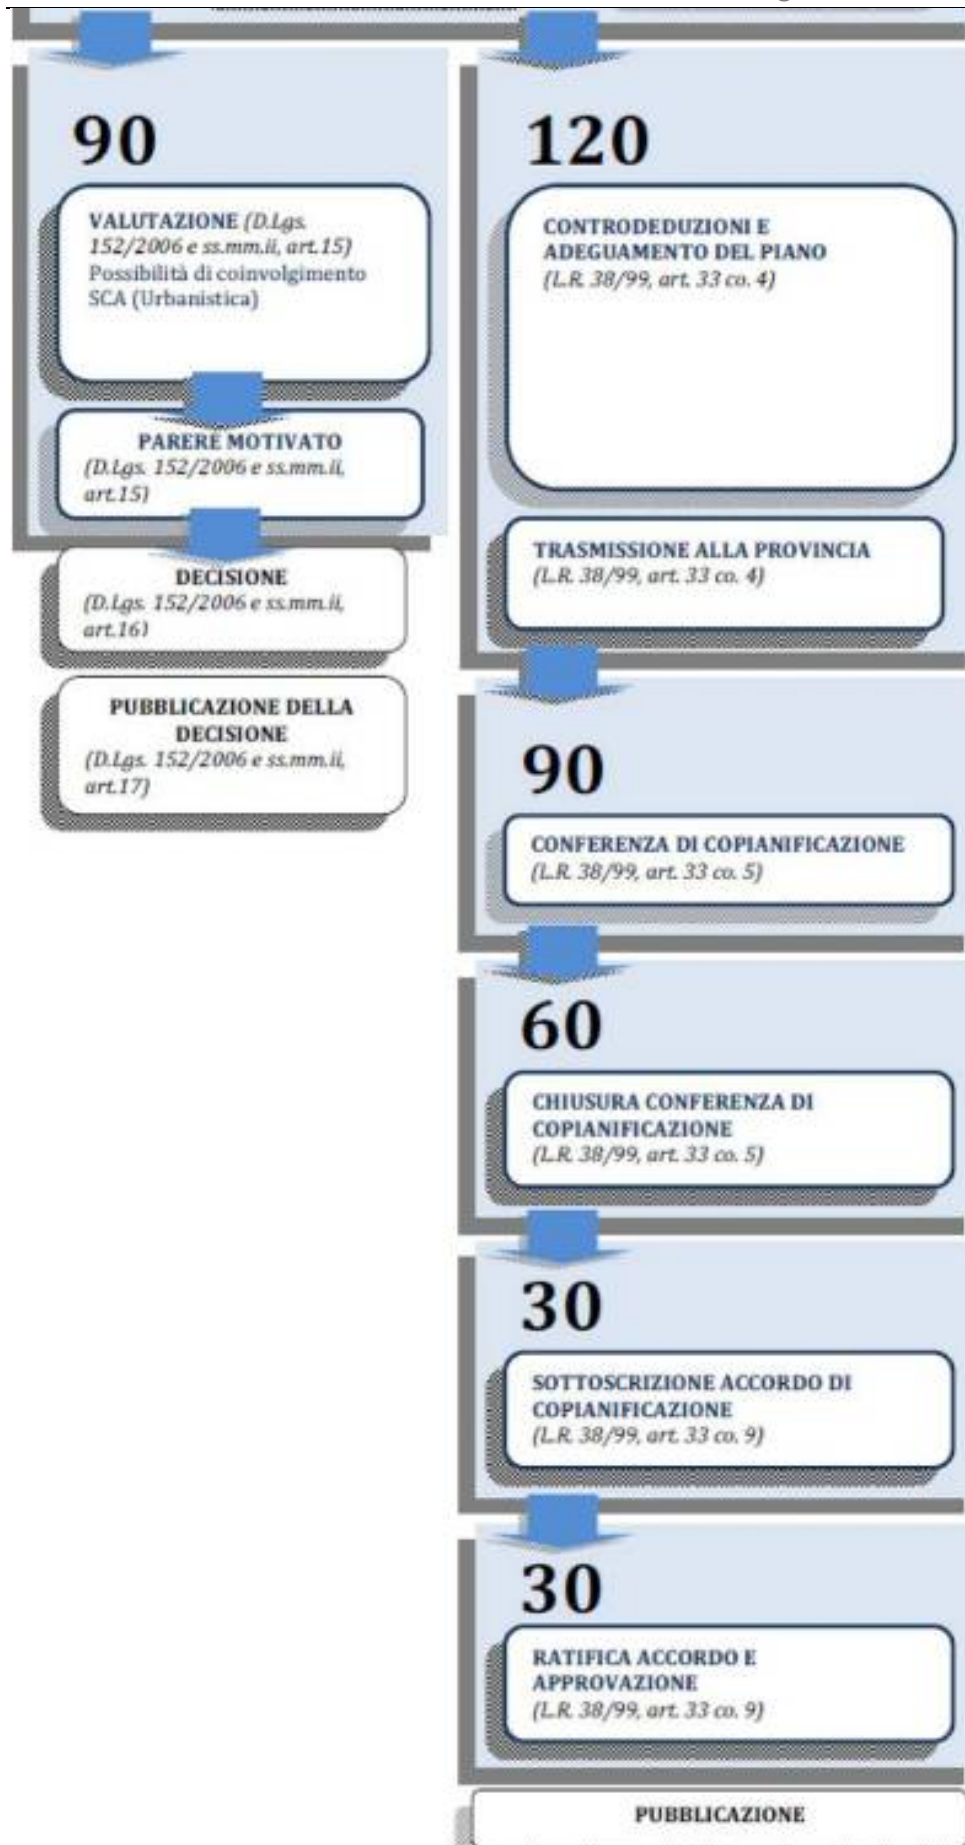 90
VALUTAZIONE (D.Lgs.
152/2006 e ss.mm.ii, art.15)
Possibilità di coinvolgimento
SCA (Urbanistica)
PARERE MOTIVATO
(D.Lgs. 152/2006 e ss.mm.ii,
art.15)
DECISIONE
(D.Lgs. 152/2006 e ss.mm.ii,
art.16)
PUBBLICAZIONE DELLA
DECISIONE
(D.Lgs. 152/2006 e ss.mm.ii,
art.17)
120
CONTRODEDUZIONI E
ADEGUAMENTO DEL PIANO
(L.R. 38/99, art. 33 co. 4)
TRASMISSIONE ALLA PROVINCIA
(L.R. 38/99, art. 33 co. 4)
90
CONFERENZA DI COPIANIFICAZIONE
(L.R. 38/99, art. 33 co. 5)
60
CHIUSURA CONFERENZA DI
COPIANIFICAZIONE
(L.R. 38/99, art. 33 co. 5)
30
SOTTOSCRIZIONE ACCORDO DI
COPIANIFICAZIONE
(L.R. 38/99, art. 33 co. 9)
30
RATIFICA ACCORDO E
APPROVAZIONE
(L.R. 38/99, art. 33 co. 9)
PUBBLICAZIONE